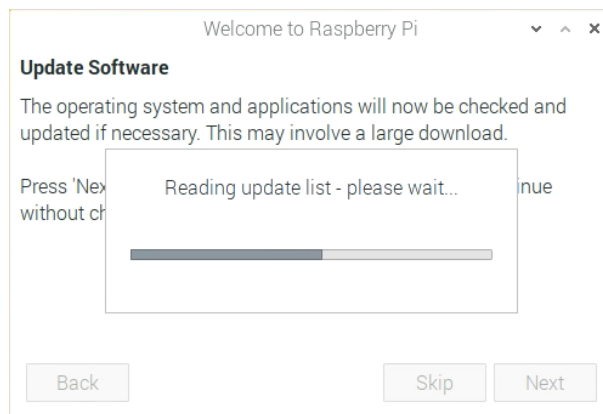 Welcome to Raspberry Pi
Update Software
The operating system and applications will now be checked and
updated if necessary. This may involve a large download.
Press 'Nex
inue
without ch
Reading update list - please wait...
Back
Skip
Next